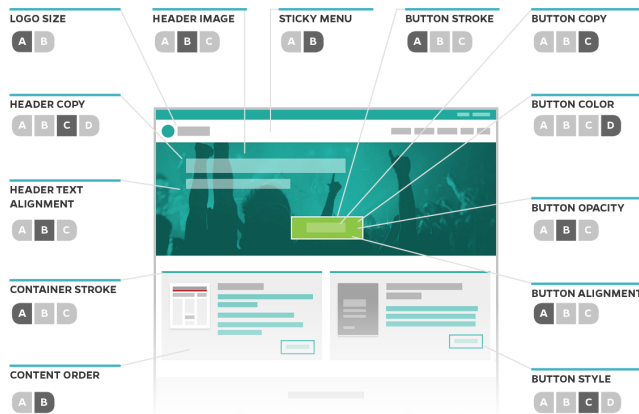 LOGO SIZE
A B
HEADER IMAGE
A B C
STICKY MENU
A B
BUTTON STROKE
A B C
BUTTON COPY
A B C
HEADER COPY
A B C D
BUTTON COLOR
A B C D
HEADER TEXT
ALIGNMENT
A B C
BUTTON OPACITY
A B C
CONTAINER STROKE
A B C
BUTTON ALIGNMENT
A B C
CONTENT ORDER
A B
BUTTON STYLE
A B C D